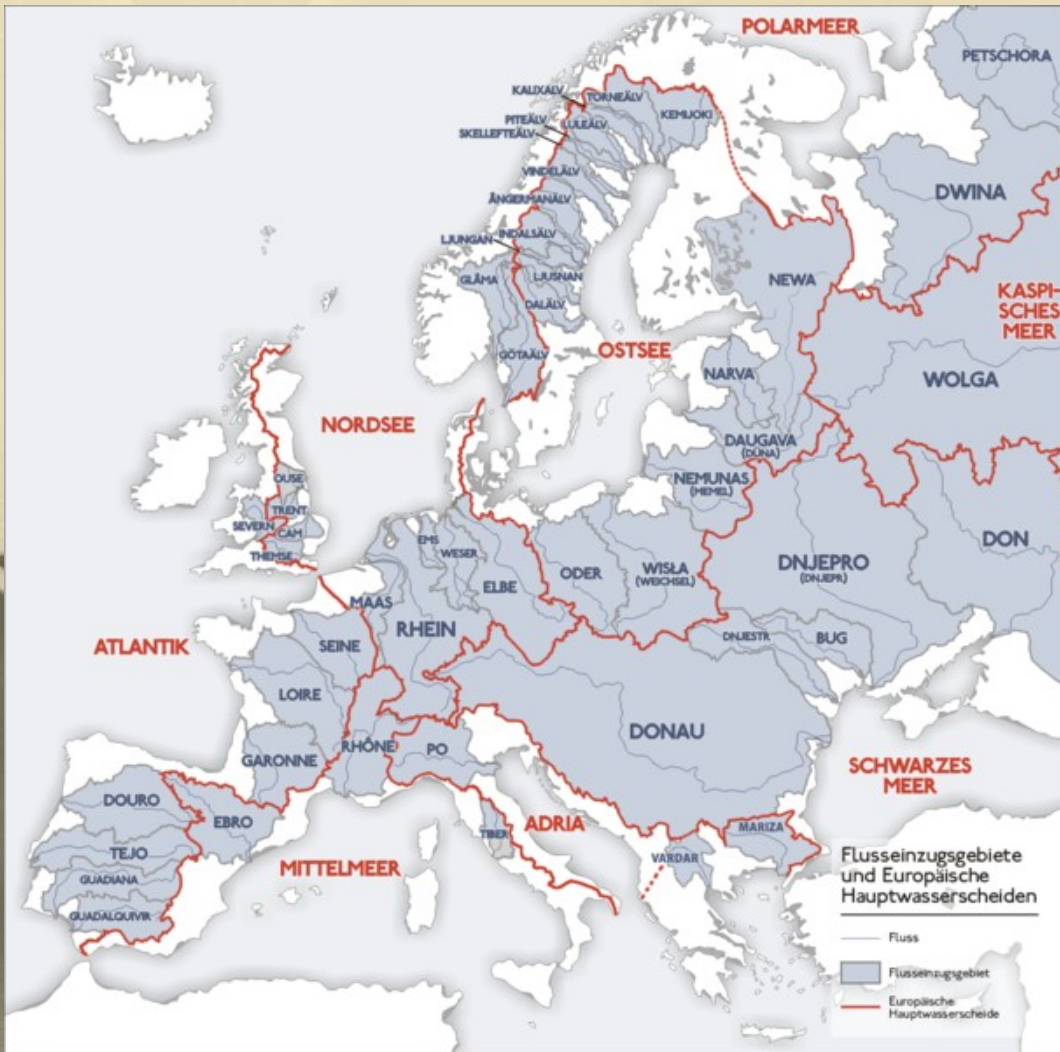 POLARMEER
PETSCHORA
KALIXÄLV
TORNEÄLV
PITEÄLV
LULEÄLV
KEMIJOKI
SKELLEFTEÄLV
VINDELÄLV
DWINA
ÅNGERMANÄLV
INDALSÄLV
LJUNGAN
GLÅMA
LJUSNAN
NEWA
DALÄLV
KASPI-
SCHES
MEER
GÖTAÄLV
OSTSEE
NARVA
WOLGA
NORDSEE
DAUGAVA
(DÜNA)
OUSE
NEMUNAS
(MEMEL)
TRENT
SEVERN
CAM
THEMSE
EMS
WESER
ELBE
ODER
WISŁA
(WEICHSEL)
DNJEPRO
(DNJEPR)
DON
MAAS
RHEIN
DNJESTR
BUG
ATLANTIK
SEINE
LOIRE
DONAU
RHÔNE
PO
GARONNE
SCHWARZES
MEER
DOURO
EBRO
TIBER
ADRIA
MARIZA
TEJO
MITTELMEER
VARDAR
GUADIANA
GUADALQUIVIR
Flusseinzugsgebiete
und Europäische
Hauptwasserscheiden
Fluss
Flusseinzugsgebiet
Europäische
Hauptwasserscheide